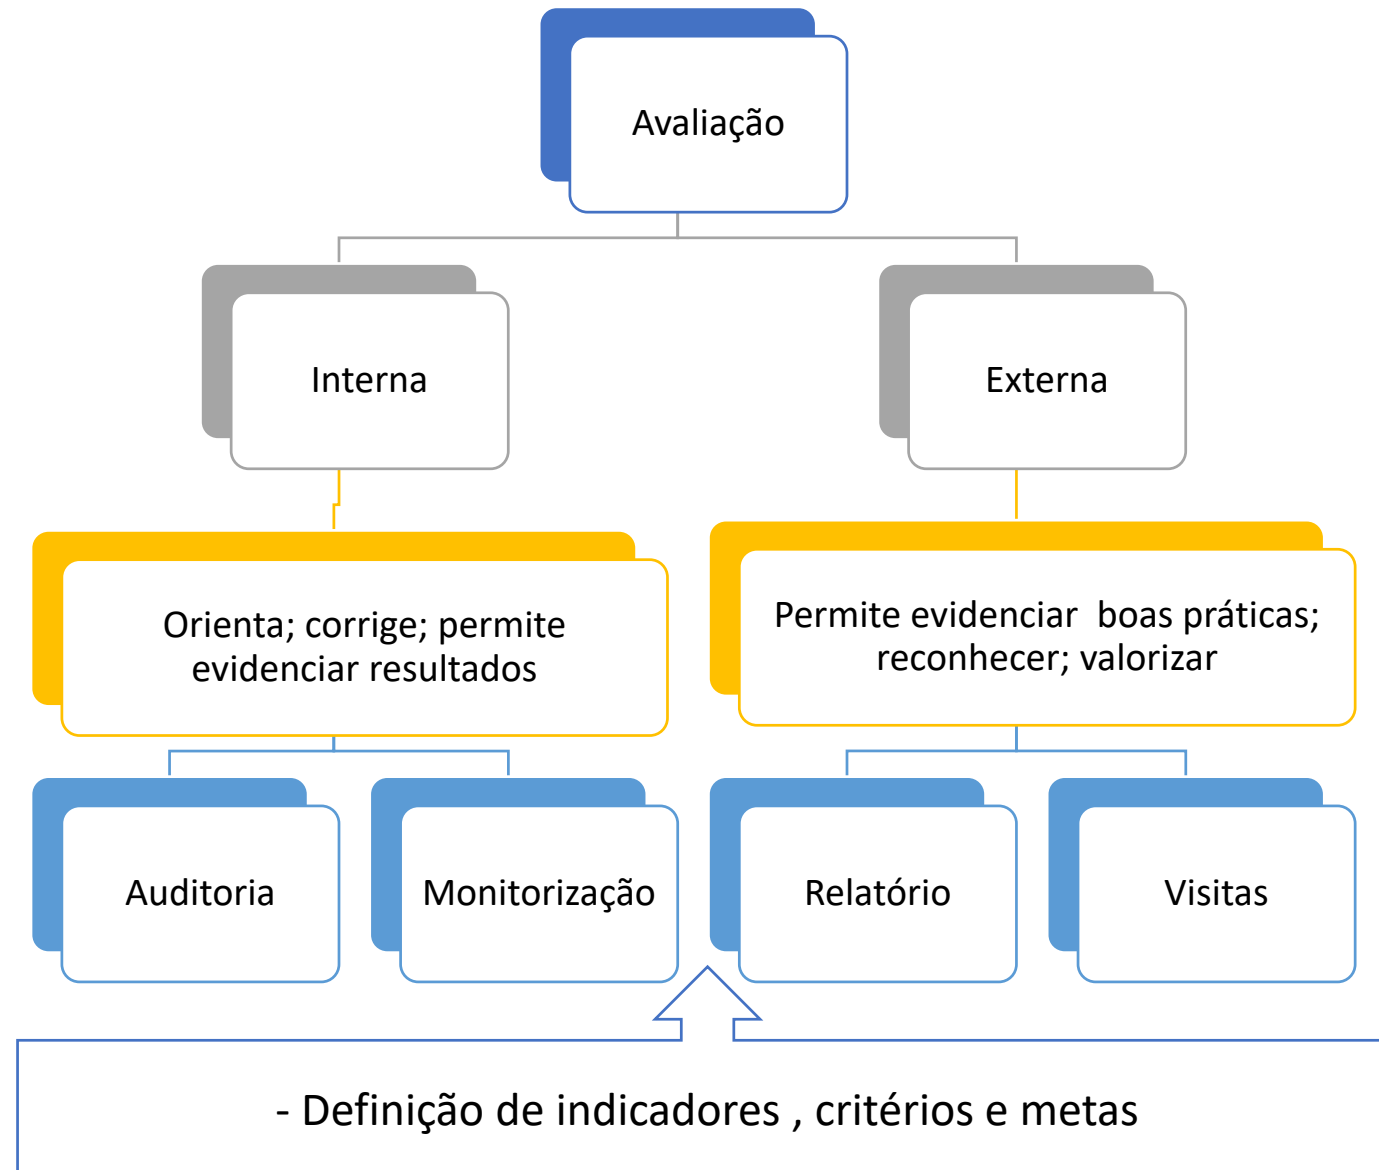 Avaliação
Interna
Externa
Orienta; corrige; permite
evidenciar resultados
Permite evidenciar  boas práticas;
reconhecer; valorizar
Auditoria
Monitorização
Relatório
Visitas
- Definição de indicadores , critérios e metas